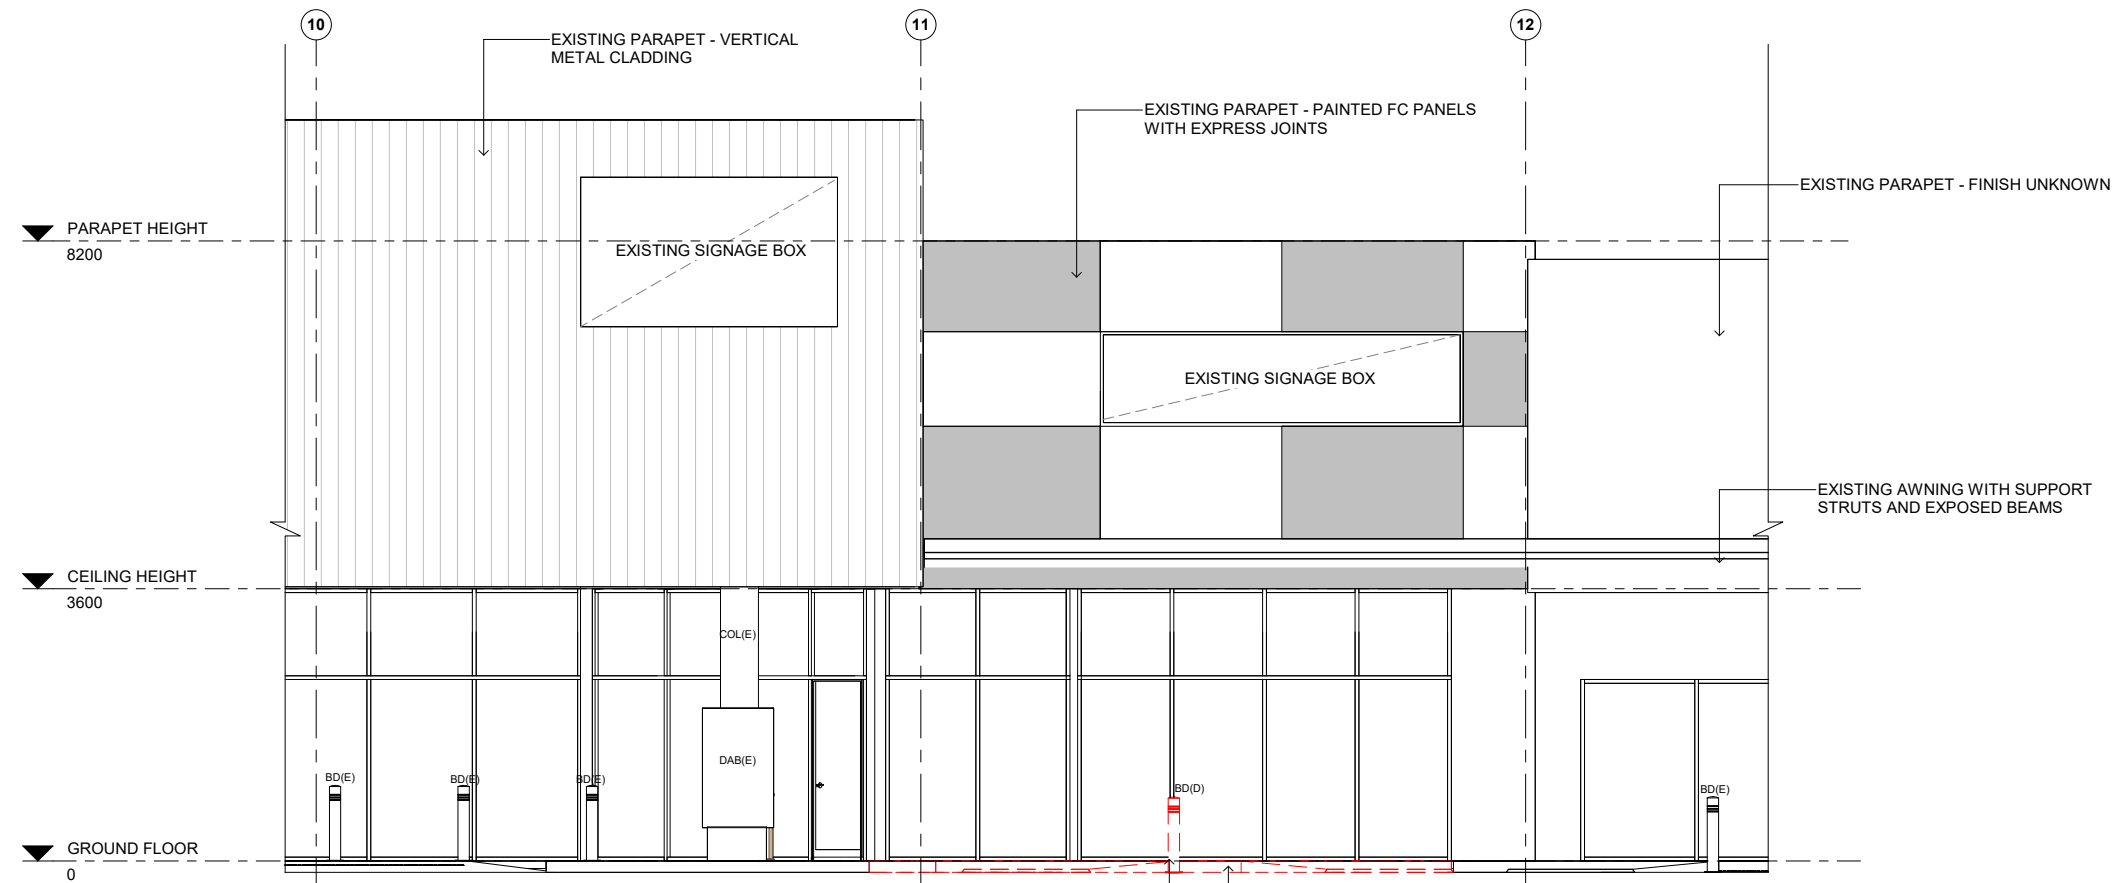 10
11
12
EXISTING PARAPET - VERTICAL
METAL CLADDING
EXISTING PARAPET - PAINTED FC PANELS
WITH EXPRESS JOINTS
EXISTING PARAPET - FINISH UNKNOWN
PARAPET HEIGHT
8200
EXISTING SIGNAGE BOX
EXISTING SIGNAGE BOX
EXISTING AWNING WITH SUPPORT
STRUTS AND EXPOSED BEAMS
CEILING HEIGHT
3600
COL(E)
DAB(E)
BD(E)
BD(E)
BD(E)
BD(D)
BD(E)
GROUND FLOOR
0